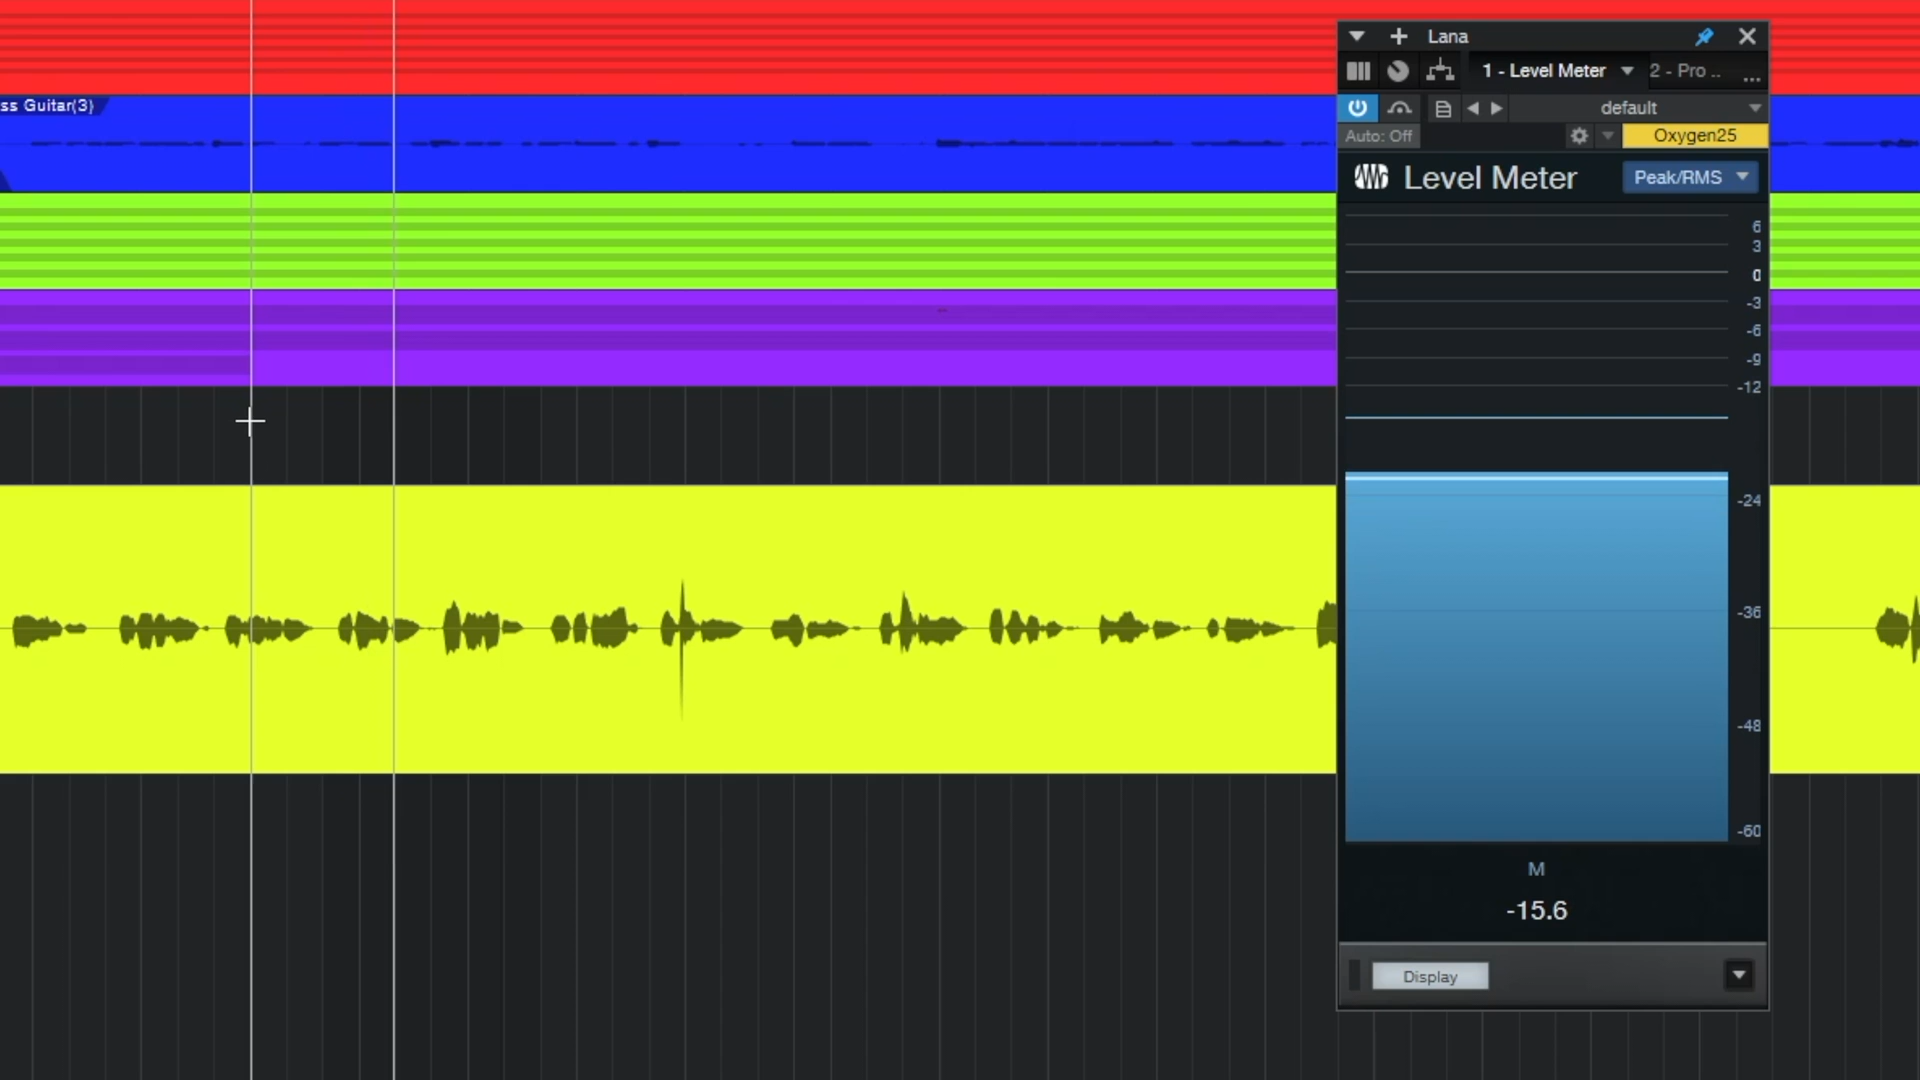 Lana
1 - Level Meter
2 - Pro ..
...
ss Guitar(3)
default
Auto: Off
Oxygen25
Level Meter
Peak/RMS
6
3
0
-3
-6
-9
-12
-24
-36
-48
-60
M
-15.6
Display